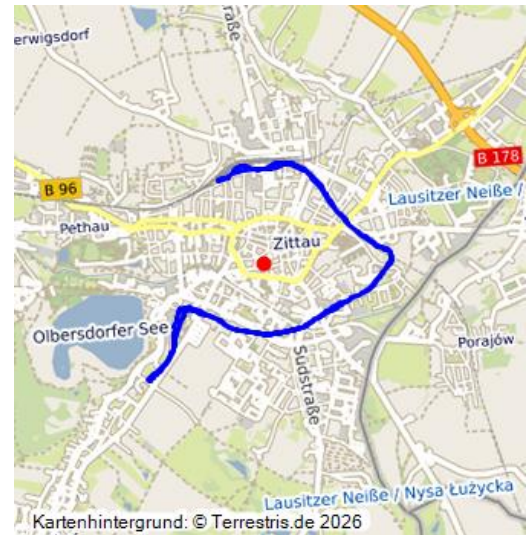 erwigsdorf
straße
B 178
B 96
Lausitzer Neiße /
Pethau
Zittau
Olbersdorfer See
Porajów
Südstraße
Lausitzer Neiße / Nysa Łużycka
Kartenhintergrund: © Terrestris.de 2026